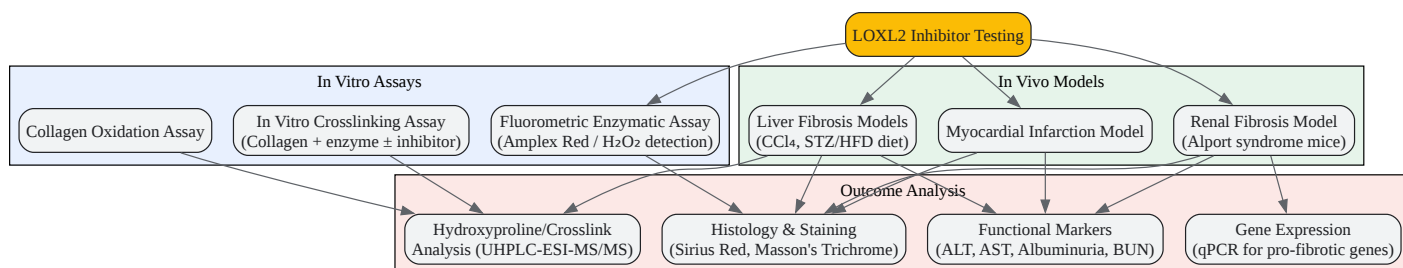 LOXL2 Inhibitor Testing
In Vitro Assays
In Vivo Models
Collagen Oxidation Assay
In Vitro Crosslinking Assay
(Collagen + enzyme ± inhibitor)
Fluorometric Enzymatic Assay
(Amplex Red / H₂O₂ detection)
Liver Fibrosis Models
(CCl₄, STZ/HFD diet)
Myocardial Infarction Model
Renal Fibrosis Model
(Alport syndrome mice)
Outcome Analysis
Hydroxyproline/Crosslink
Analysis (UHPLC-ESI-MS/MS)
Histology & Staining
(Sirius Red, Masson's Trichrome)
Functional Markers
(ALT, AST, Albuminuria, BUN)
Gene Expression
(qPCR for pro-fibrotic genes)